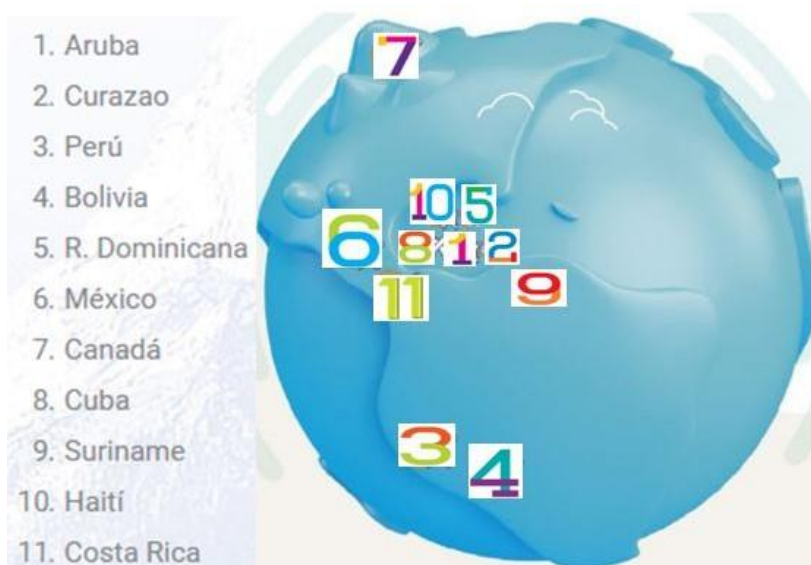 1. Aruba
2. Curazao
3. Perú
4. Bolivia
5. R. Dominicana
6. México
7. Canadá
8. Cuba
9. Suriname
10. Haití
11. Costa Rica
7
10 5
6 8 1 2
11 9
3
4